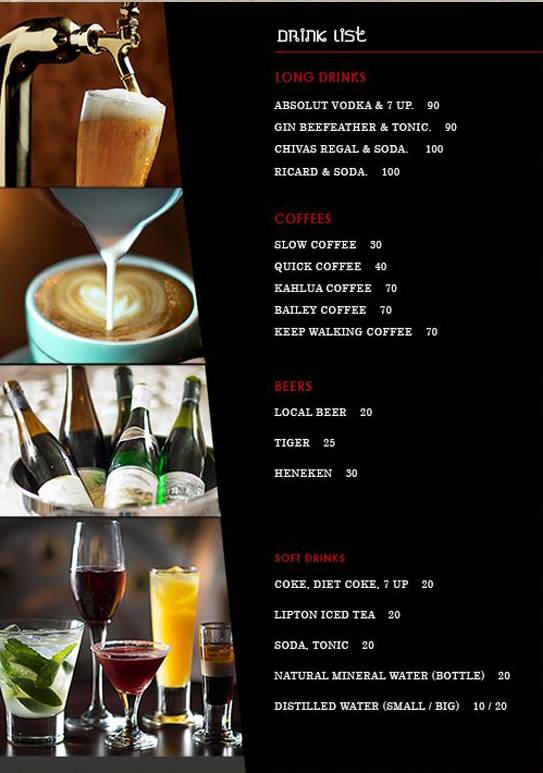 DRINK LIST
LONG DRINKS
ABSOLUT VODKA & 7 UP. 90
GIN BEEFEATHER & TONIC. 90
CHIVAS REGAL & SODA. 100
RICARD & SODA. 100
COFFEES
SLOW COFFEE 30
QUICK COFFEE 40
KAHLUA COFFEE 70
BAILEY COFFEE 70
KEEP WALKING COFFEE 70
BEERS
LOCAL BEER 20
TIGER 25
HENEKEN 30
SOFT DRINKS
COKE, DIET COKE, 7 UP 20
LIPTON ICED TEA 20
SODA, TONIC 20
NATURAL MINERAL WATER (BOTTLE) 20
DISTILLED WATER (SMALL / BIG) 10 / 20